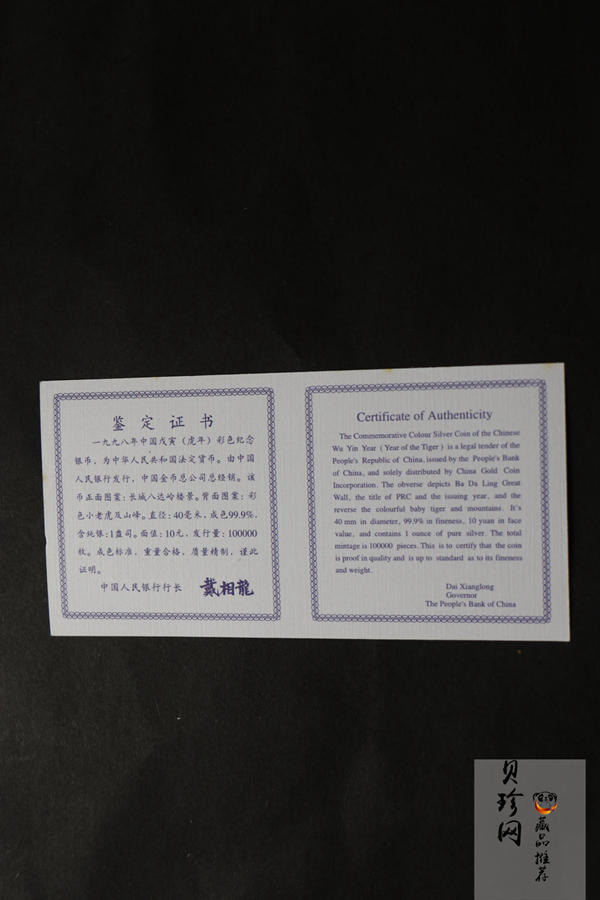 鉴定证书
一九九八年中国戊寅（虎年）彩色纪念
银币，为中华人民共和国法定货币。由中国
人民银行发行，中国金币总公司总经销。该
币正面图案：长城八达岭楼景。背面图案：彩
色小老虎及山峰。直径：40毫米，成色99.9%，
含纯银：1盎司。面值：10元，发行量：100000
枚。成色标准，重量合格，质量精制，谨此
证明。
中国人民银行行长 戴相龍
Certificate of Authenticity
The Commemorative Colour Silver Coin of the Chinese
Wu Yin Year ( Year of the Tiger ) is a legal tender of the
People's Republic of China, issued by the People's Bank
of China, and solely distributed by China Gold Coin
Incorporation. The obverse depicts Ba Da Ling Great
Wall, the title of PRC and the issuing year, and the
reverse the colourful baby tiger and mountains. It's
40 mm in diameter, 99.9% in fineness, 10 yuan in face
value, and contains 1 ounce of pure silver. The total
mintage is 100000 pieces. This is to certify that the coin
is proof in quality and is up to standard as to its fineness
and weight.
Dai Xianglong
Governor
The People's Bank of China
贝珍网
藏品推荐